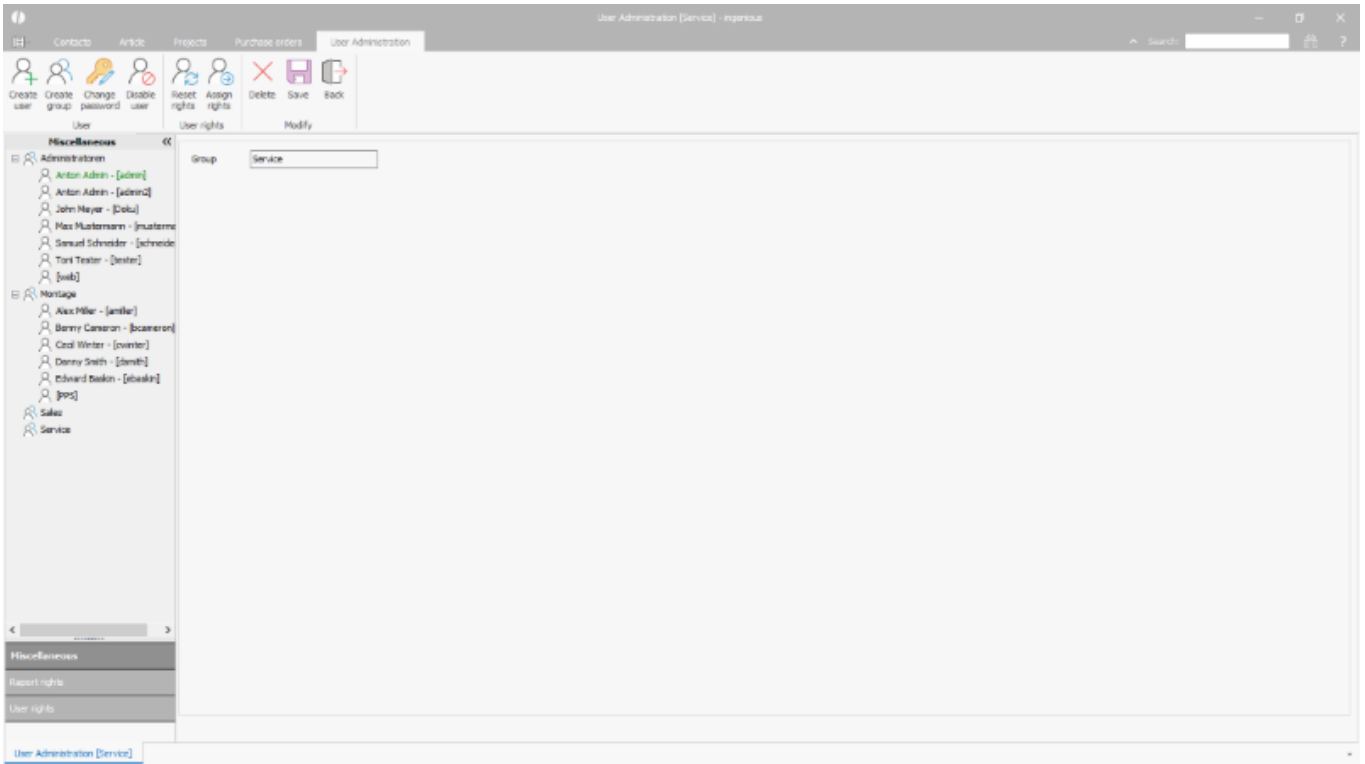 User Administration [Service] - ingenious
Contacts Article Projects Purchase orders User Administration Search:
Create user Create group Change password Disable user Reset rights Assign rights Delete Save Back
User User rights Modify
Miscellaneous
Group Service
Administratoren
Anton Admin - [admin]
Anton Admin - [admin2]
John Meyer - [Doku]
Max Mustermann - [musterma
Samuel Schneider - [schneide
Toni Tester - [tester]
[web]
Montage
Alex Miller - [amiller]
Benny Cameron - [bcameron]
Cecil Winter - [cwinter]
Danny Smith - [dsmith]
Edward Baskin - [ebaskin]
[PPS]
Sales
Service
Miscellaneous
Report rights
User rights
User Administration [Service]